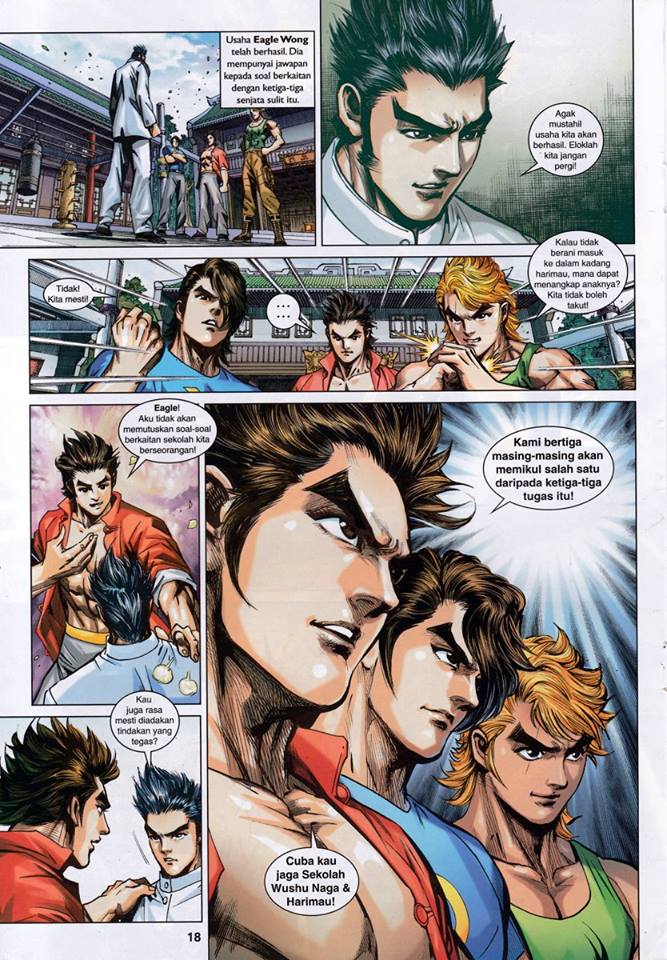 Usaha Eagle Wong
telah berhasil. Dia
mempunyai jawapan
kepada soal berkaitan
dengan ketiga-tiga
senjata sulit itu.
Agak
mustahil
usaha kita akan
berhasil. Eloklah
kita jangan
pergi!
Tidak!
Kita mesti!
... ...
Kalau tidak
berani masuk
ke dalam kadang
harimau, mana dapat
menangkap anaknya?
Kita tidak boleh
takut!
Eagle!
Aku tidak akan
memutuskan soal-soal
berkaitan sekolah kita
berseorangan!
Kami bertiga
masing-masing akan
memikul salah satu
daripada ketiga-tiga
tugas itu!
Kau
juga rasa
mesti diadakan
tindakan yang
tegas?
Cuba kau
jaga Sekolah
Wushu Naga &
Harimau!
18